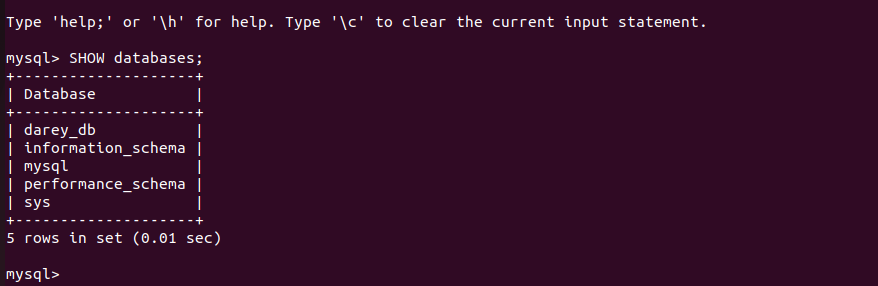 Type 'help;' or '\h' for help. Type '\c' to clear the current input statement.
mysql> SHOW databases;
+--------------------+
| Database           |
+--------------------+
| darey_db           |
| information_schema |
| mysql              |
| performance_schema |
| sys                |
+--------------------+
5 rows in set (0.01 sec)
mysql>